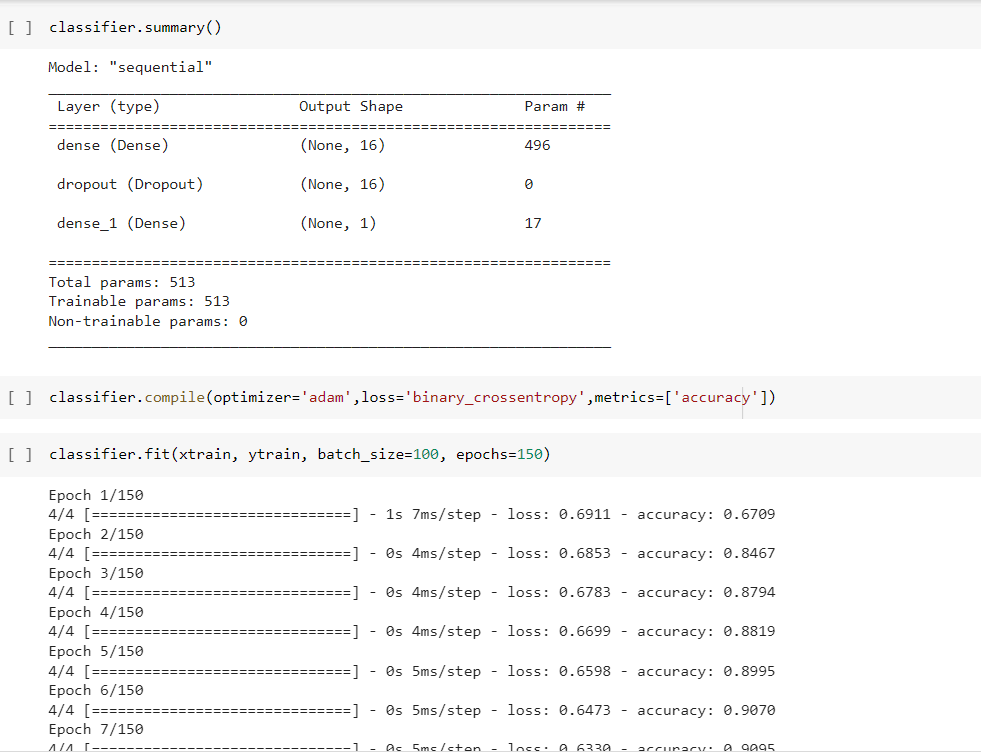 [ ] classifier.summary()
Model: "sequential"
_________________________________________________________________
Layer (type) Output Shape Param #
=================================================================
dense (Dense) (None, 16) 496
dropout (Dropout) (None, 16) 0
dense_1 (Dense) (None, 1) 17
=================================================================
Total params: 513
Trainable params: 513
Non-trainable params: 0
_________________________________________________________________
[ ] classifier.compile(optimizer='adam',loss='binary_crossentropy',metrics=['accuracy'])
[ ] classifier.fit(xtrain, ytrain, batch_size=100, epochs=150)
Epoch 1/150
4/4 [==============================] - 1s 7ms/step - loss: 0.6911 - accuracy: 0.6709
Epoch 2/150
4/4 [==============================] - 0s 4ms/step - loss: 0.6853 - accuracy: 0.8467
Epoch 3/150
4/4 [==============================] - 0s 4ms/step - loss: 0.6783 - accuracy: 0.8794
Epoch 4/150
4/4 [==============================] - 0s 4ms/step - loss: 0.6699 - accuracy: 0.8819
Epoch 5/150
4/4 [==============================] - 0s 5ms/step - loss: 0.6598 - accuracy: 0.8995
Epoch 6/150
4/4 [==============================] - 0s 5ms/step - loss: 0.6473 - accuracy: 0.9070
Epoch 7/150
4/4 [==============================] - 0s 5ms/step - loss: 0.6330 - accuracy: 0.9095